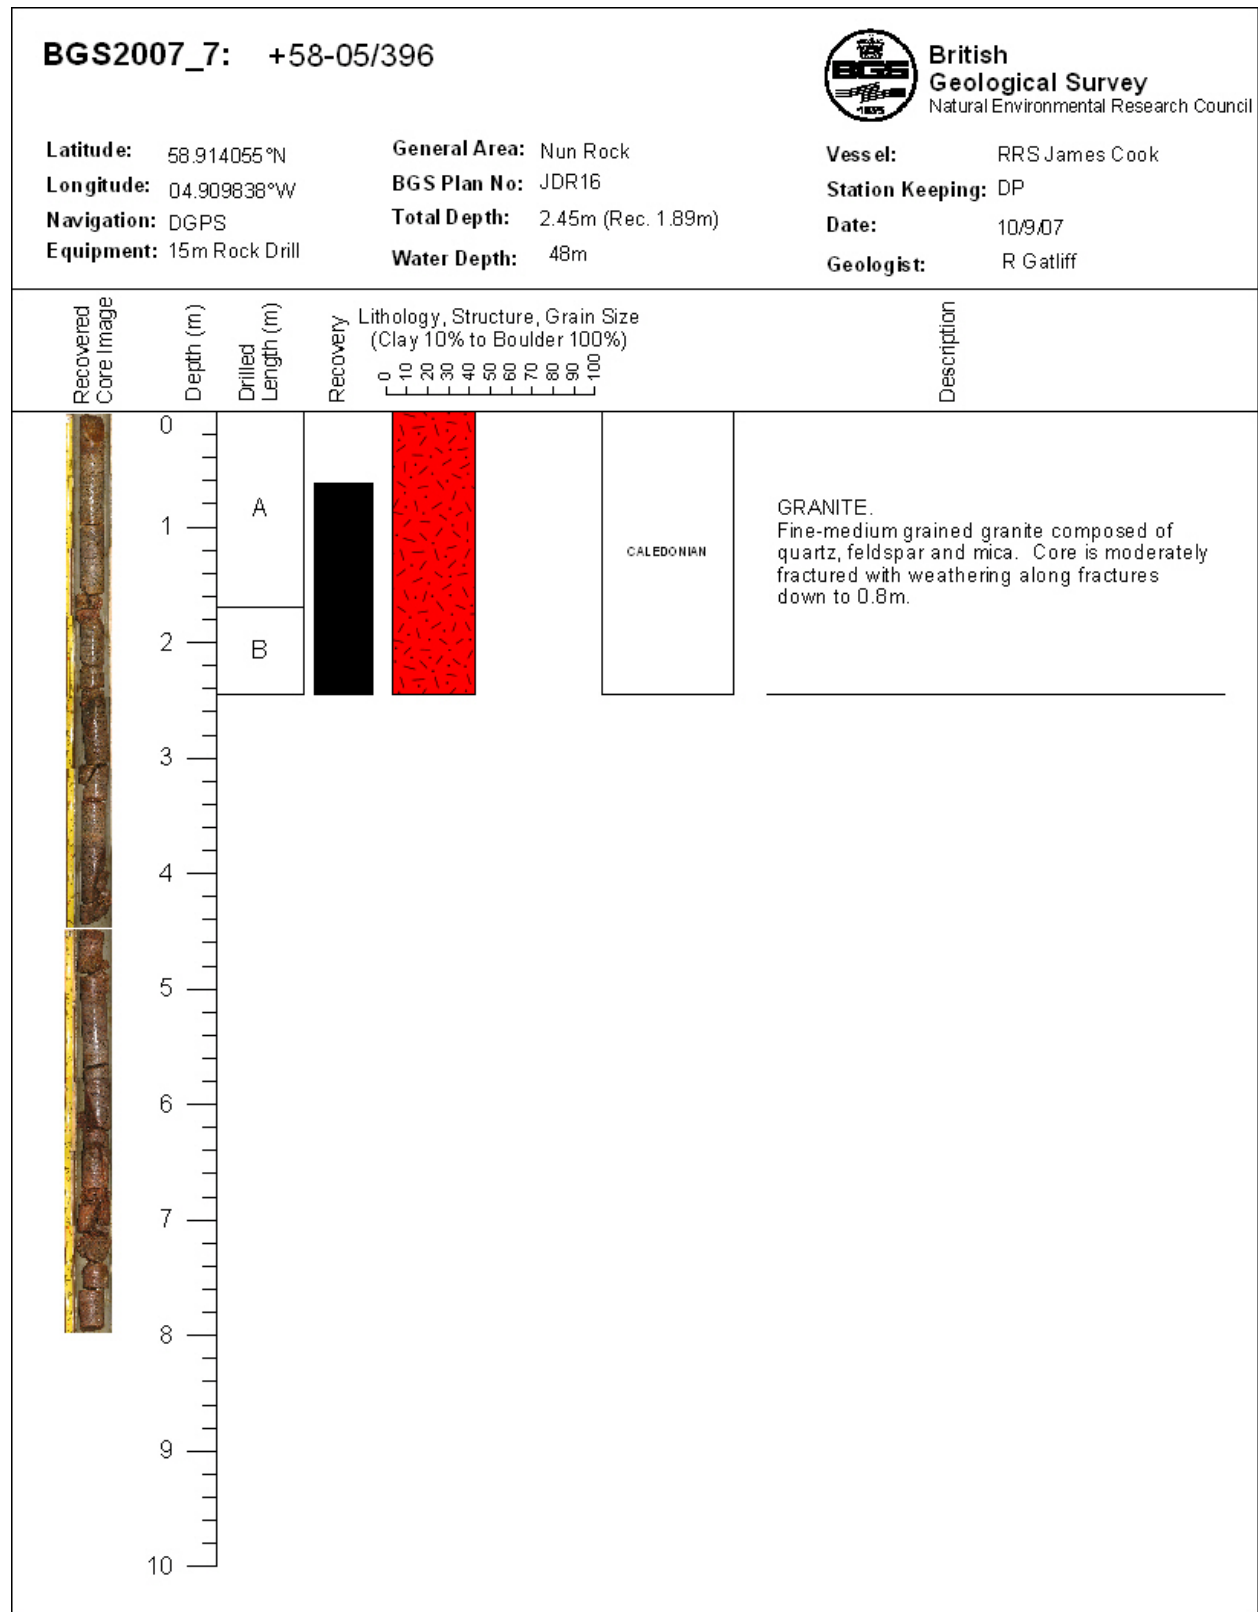 BGS2007_7: +58-05/396
BGS
1835
British
Geological Survey
Natural Environmental Research Council
Latitude: 58.914055°N
Longitude: 04.909838°W
Navigation: DGPS
Equipment: 15m Rock Drill
General Area: Nun Rock
BGS Plan No: JDR16
Total Depth: 2.45m (Rec. 1.89m)
Water Depth: 48m
Vessel: RRS James Cook
Station Keeping: DP
Date: 10/9/07
Geologist: R Gatliff
Recovered
Core Image
Depth (m)
Drilled
Length (m)
Recovery
Lithology, Structure, Grain Size
(Clay 10% to Boulder 100%)
0 10 20 30 40 50 60 70 80 90 100
Description
0
1
2
3
4
5
6
7
8
9
10
A
B
CALEDONIAN
GRANITE.
Fine-medium grained granite composed of
quartz, feldspar and mica. Core is moderately
fractured with weathering along fractures
down to 0.8m.